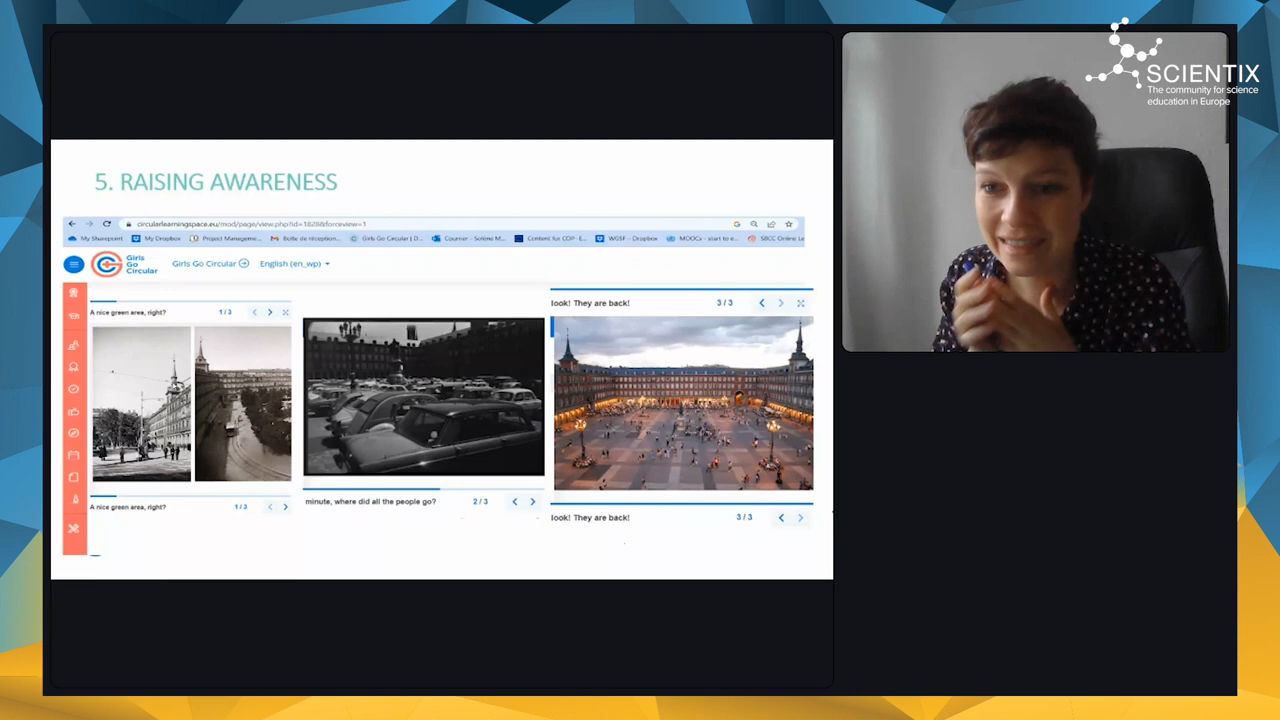 5. RAISING AWARENESS
circularlearningspace.eu/mod/page/view.php?id=1828&forceview=1
My Sharepoint
My Dropbox
Project Manageme...
Boîte de réception...
Girls Go Circular | D...
Courrier - Solène M...
Content for COP -E...
WGSF - Dropbox
MOOCs - start to e...
SBCC Online Le
Girls
Go
Circular
Girls Go Circular
English (en_wp)
A nice green area, right?
1 / 3
A nice green area, right?
1 / 3
minute, where did all the people go?
2 / 3
look! They are back!
3 / 3
look! They are back!
3 / 3
SCIENTIX
The community for science
education in Europe